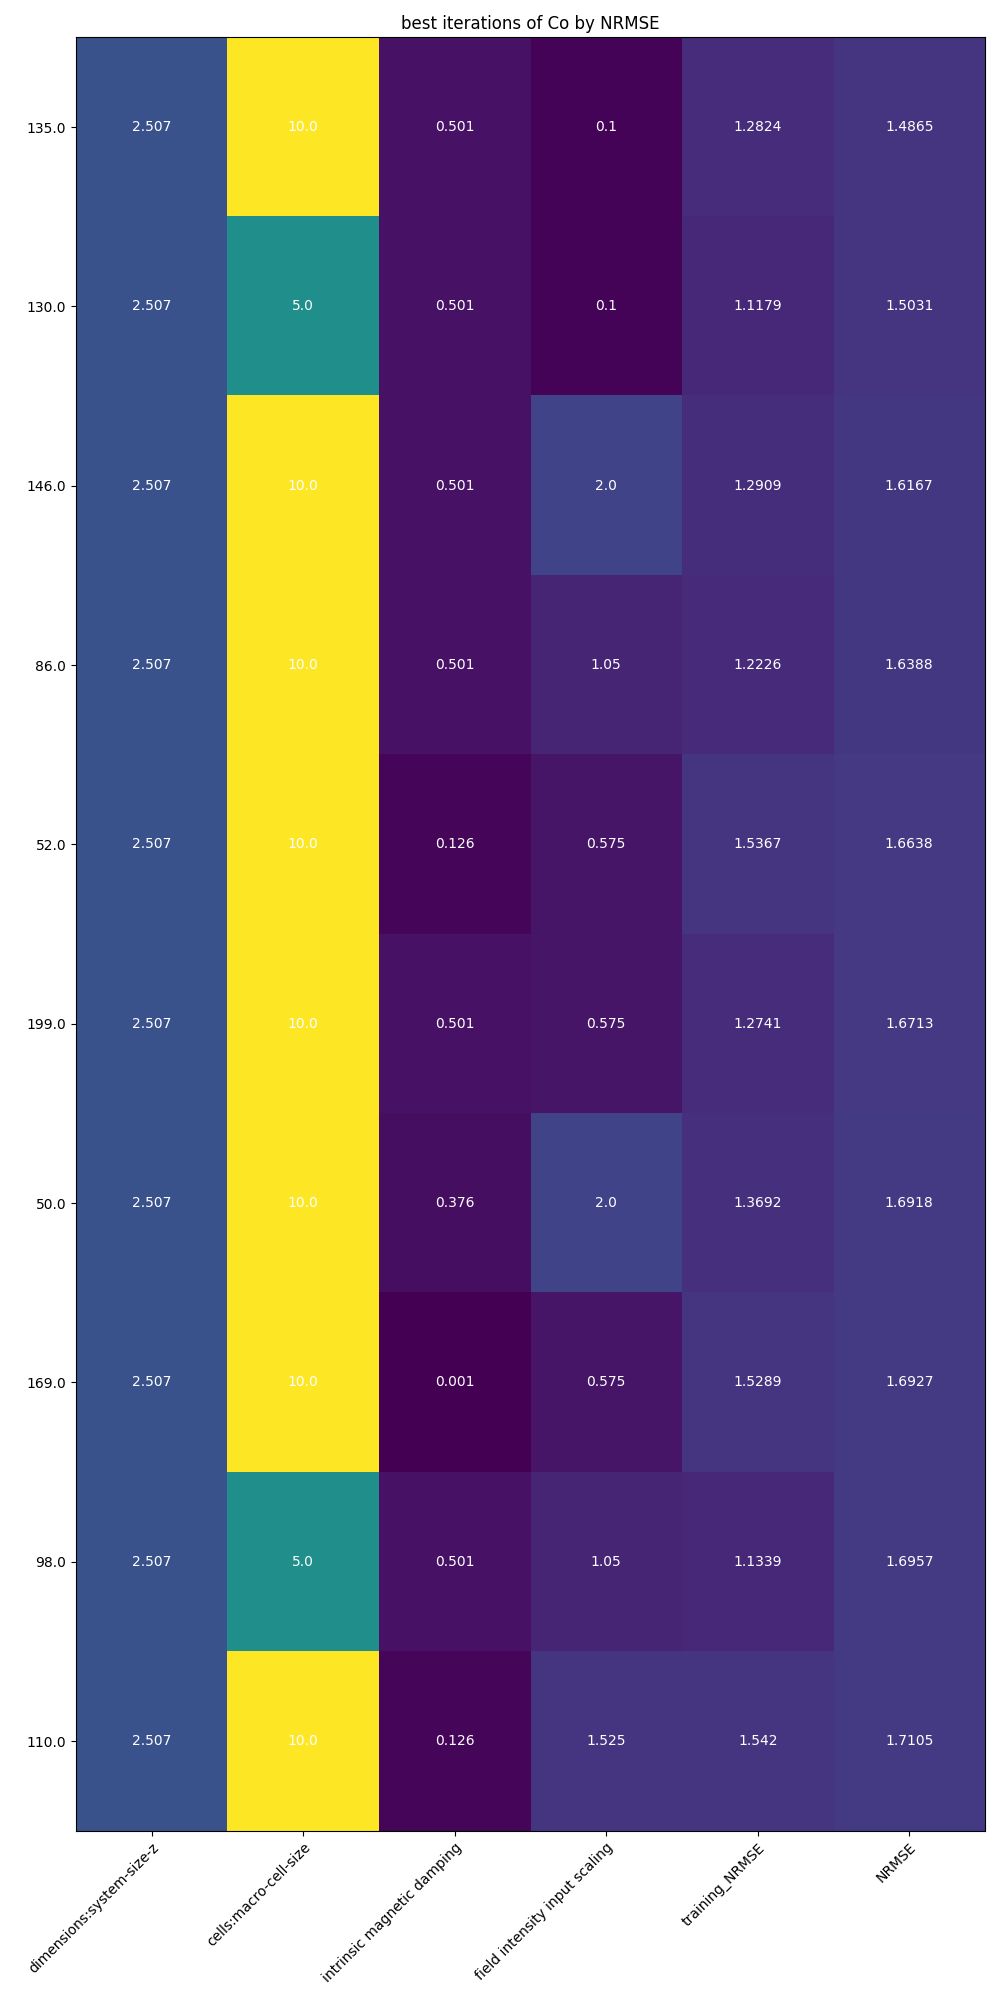 best iterations of Co by NRMSE
135.0 2.507 10.0 0.501 0.1 1.2824 1.4865
130.0 2.507 5.0 0.501 0.1 1.1179 1.5031
146.0 2.507 10.0 0.501 2.0 1.2909 1.6167
86.0 2.507 10.0 0.501 1.05 1.2226 1.6388
52.0 2.507 10.0 0.126 0.575 1.5367 1.6638
199.0 2.507 10.0 0.501 0.575 1.2741 1.6713
50.0 2.507 10.0 0.376 2.0 1.3692 1.6918
169.0 2.507 10.0 0.001 0.575 1.5289 1.6927
98.0 2.507 5.0 0.501 1.05 1.1339 1.6957
110.0 2.507 10.0 0.126 1.525 1.542 1.7105
dimensions:system-size-z
cells:macro-cell-size
intrinsic magnetic damping
field intensity input scaling
training_NRMSE
NRMSE